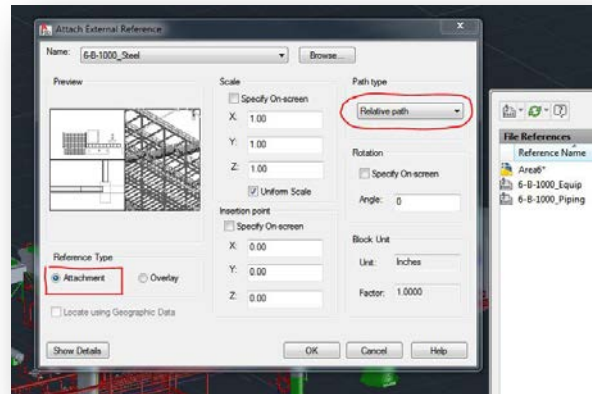 Attach External Reference
Name: 6-B-1000_Steel Browse...
Preview
Scale
Specify On-screen
X: 1.00
Y: 1.00
Z: 1.00
Uniform Scale
Path type
Relative path
Rotation
Specify On-screen
Angle: 0
Insertion point
Specify On-screen
X: 0.00
Y: 0.00
Z: 0.00
Block Unit
Unit: Inches
Factor: 1.0000
Reference Type
Attachment Overlay
Locate using Geographic Data
Show Details OK Cancel Help
File References
Reference Name
Area6*
6-B-1000_Equip
6-B-1000_Piping